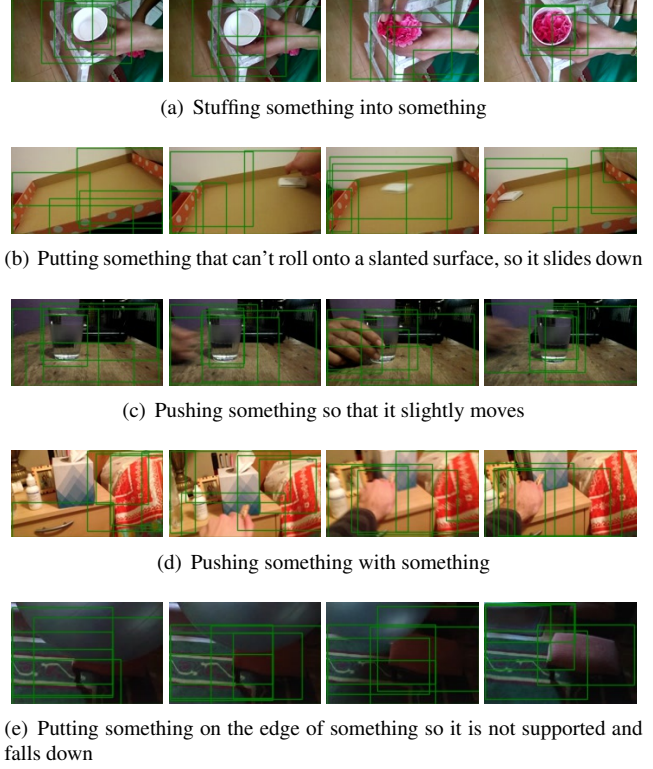 (a) Stuffing something into something
(b) Putting something that can't roll onto a slanted surface, so it slides down
(c) Pushing something so that it slightly moves
(d) Pushing something with something
(e) Putting something on the edge of something so it is not supported and
falls down